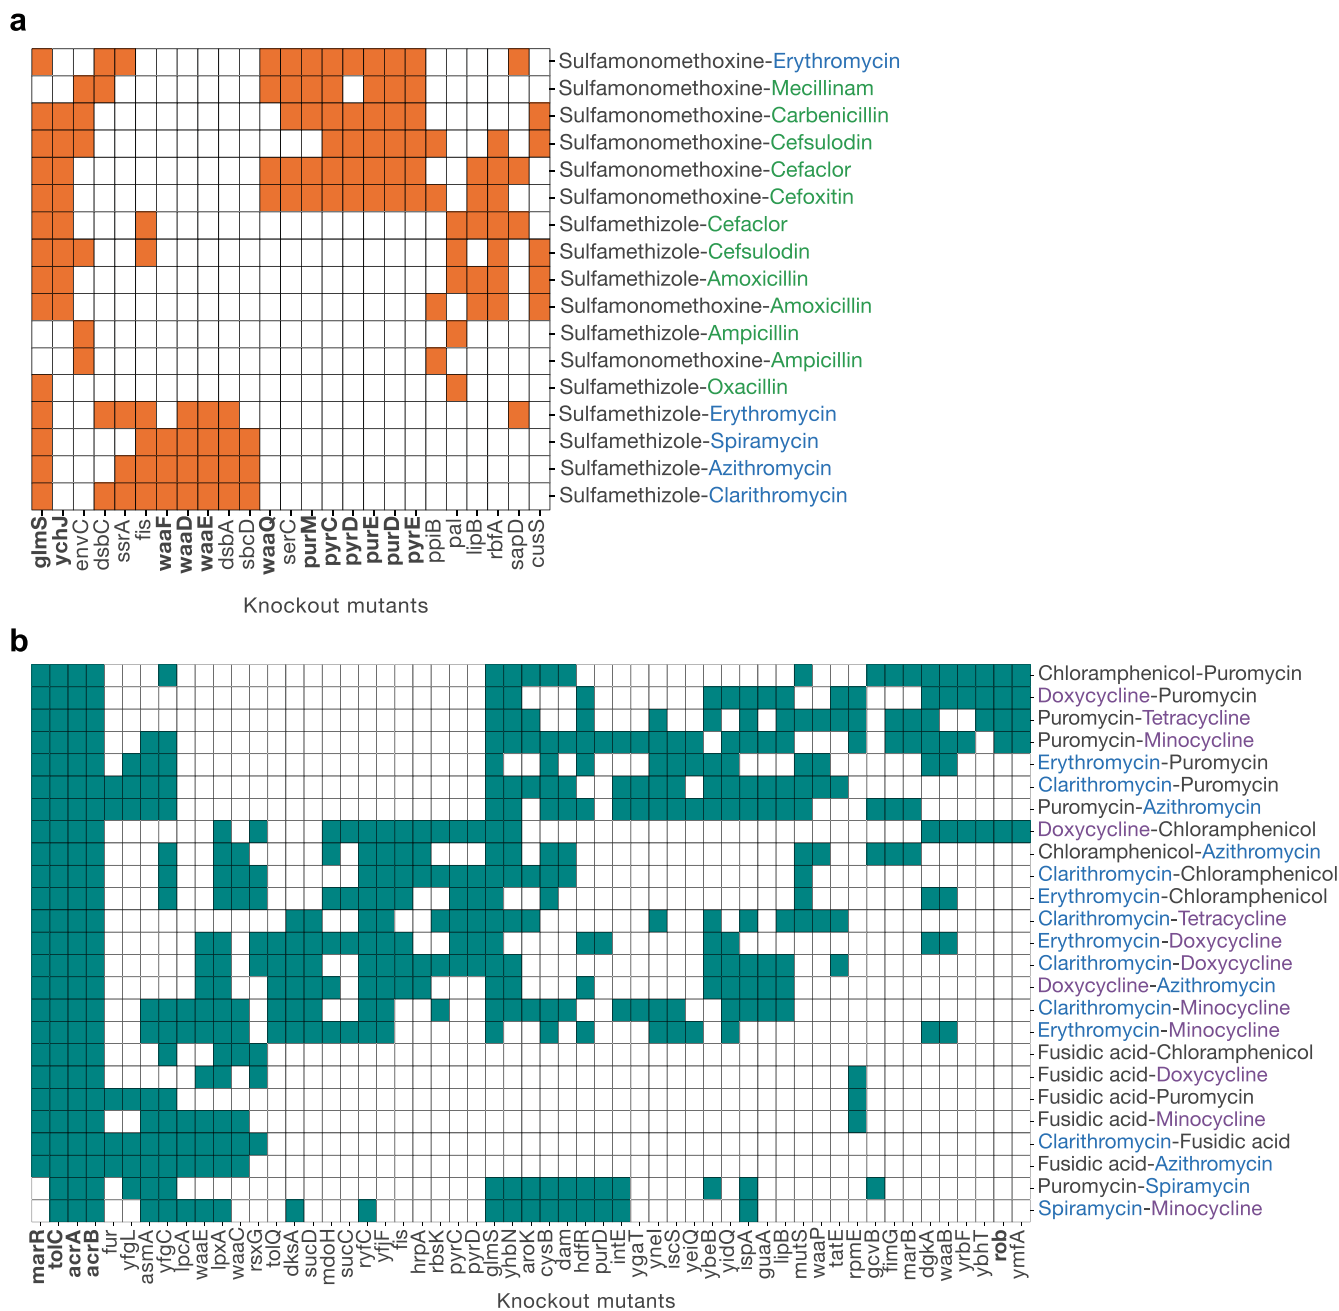 a
Sulfamonomethoxine-Erythromycin
Sulfamonomethoxine-Mecillinam
Sulfamonomethoxine-Carbenicillin
Sulfamonomethoxine-Cefsulodin
Sulfamonomethoxine-Cefaclor
Sulfamonomethoxine-Cefoxitin
Sulfamethizole-Cefaclor
Sulfamethizole-Cefsulodin
Sulfamethizole-Amoxicillin
Sulfamonomethoxine-Amoxicillin
Sulfamethizole-Ampicillin
Sulfamonomethoxine-Ampicillin
Sulfamethizole-Oxacillin
Sulfamethizole-Erythromycin
Sulfamethizole-Spiramycin
Sulfamethizole-Azithromycin
Sulfamethizole-Clarithromycin
glmS
ychJ
envC
dsbC
ssrA
fis
waaF
waaD
waaE
dsbA
sbcD
waaQ
serC
purM
pyrC
pyrD
purE
purD
pyrE
ppiB
pal
lipB
rbfA
sapD
cusS
Knockout mutants
b
Chloramphenicol-Puromycin
Doxycycline-Puromycin
Puromycin-Tetracycline
Puromycin-Minocycline
Erythromycin-Puromycin
Clarithromycin-Puromycin
Puromycin-Azithromycin
Doxycycline-Chloramphenicol
Chloramphenicol-Azithromycin
Clarithromycin-Chloramphenicol
Erythromycin-Chloramphenicol
Clarithromycin-Tetracycline
Erythromycin-Doxycycline
Clarithromycin-Doxycycline
Doxycycline-Azithromycin
Clarithromycin-Minocycline
Erythromycin-Minocycline
Fusidic acid-Chloramphenicol
Fusidic acid-Doxycycline
Fusidic acid-Puromycin
Fusidic acid-Minocycline
Clarithromycin-Fusidic acid
Fusidic acid-Azithromycin
Puromycin-Spiramycin
Spiramycin-Minocycline
marR
tolC
acrA
acrB
fur
yfgL
asmA
yfgC
lpcA
waaE
lpxA
waaC
rsxG
tolQ
dksA
sucD
mdoH
sucC
ryfC
yfjF
fis
hrpA
rbsK
pyrC
pyrD
glmS
yhbN
aroK
cysB
dam
hdfR
purD
intE
ygaT
yneI
iscS
yeiQ
ybeB
yidQ
ispA
guaA
lipB
mutS
waaP
tatE
rpmE
gcvB
fimG
marB
dgkA
waaB
yrbF
ybhT
rob
ymfA
Knockout mutants